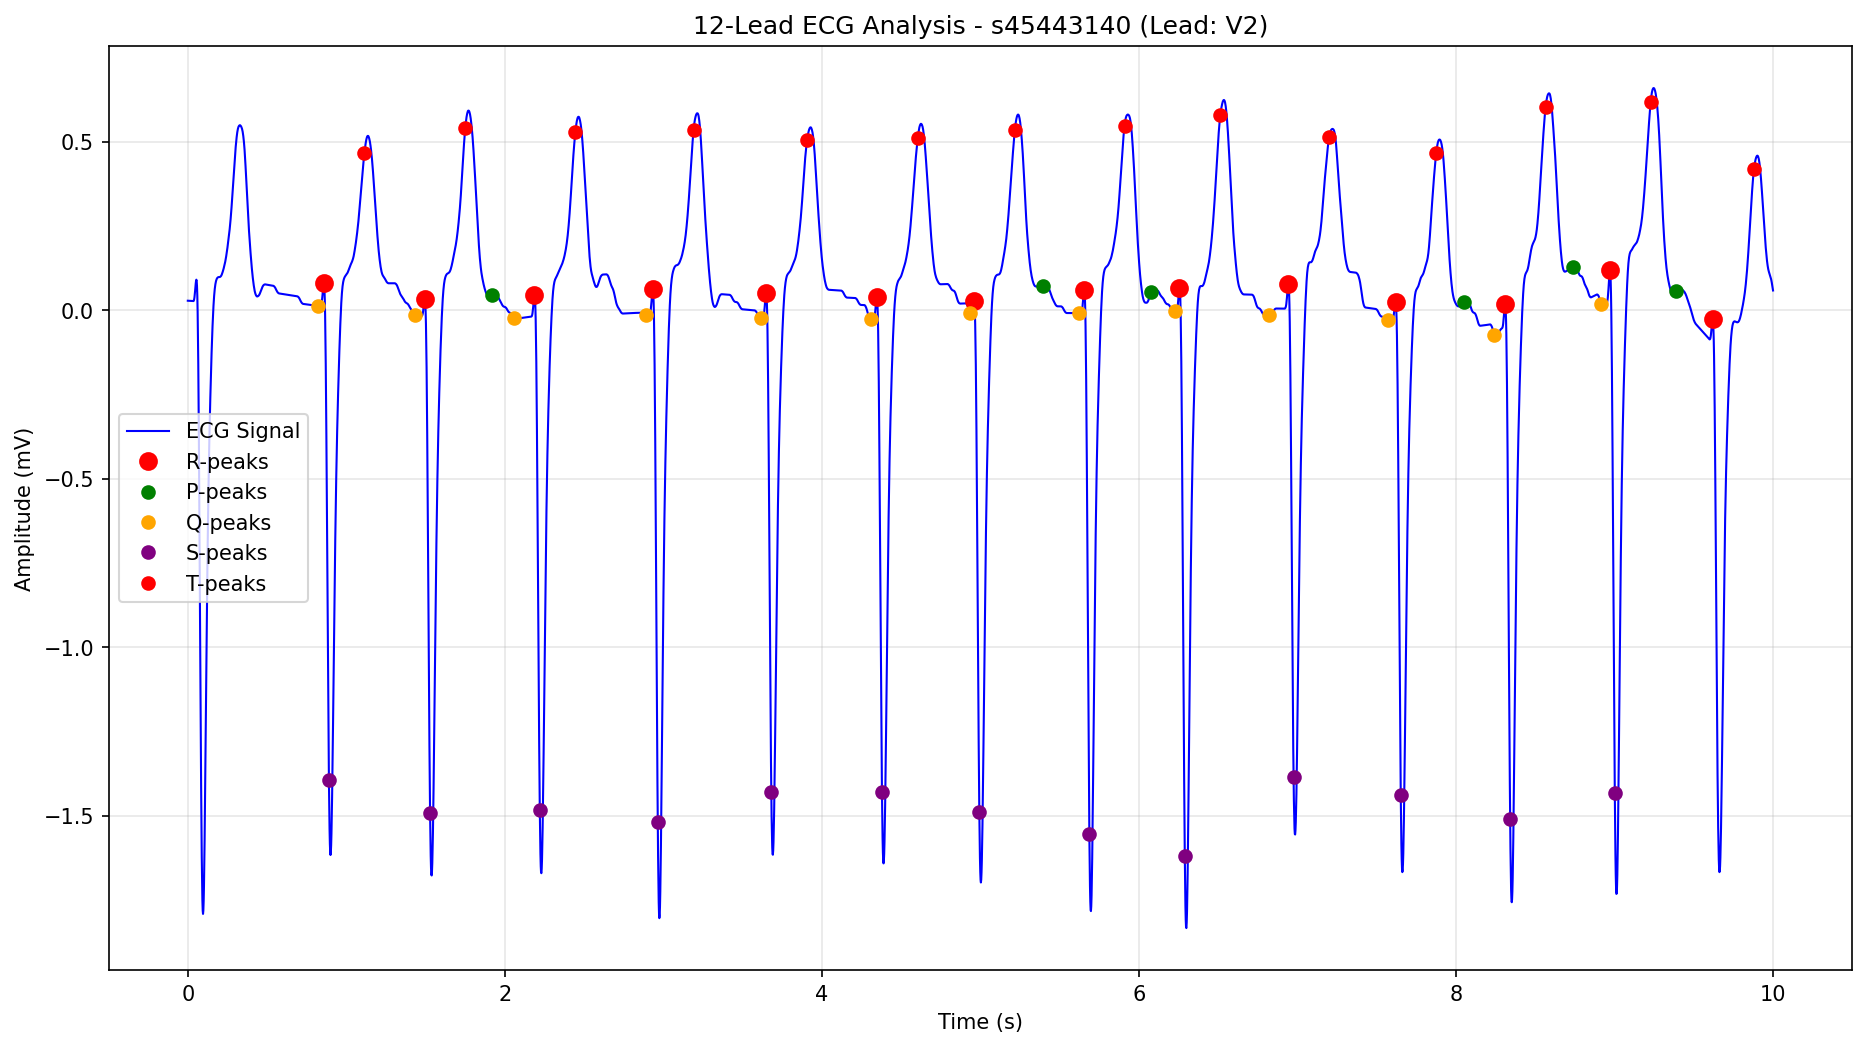 12-Lead ECG Analysis - s45443140 (Lead: V2)
Amplitude (mV)
0.5
0.0
−0.5
−1.0
−1.5
ECG Signal
R-peaks
P-peaks
Q-peaks
S-peaks
T-peaks
0 2 4 6 8 10
Time (s)